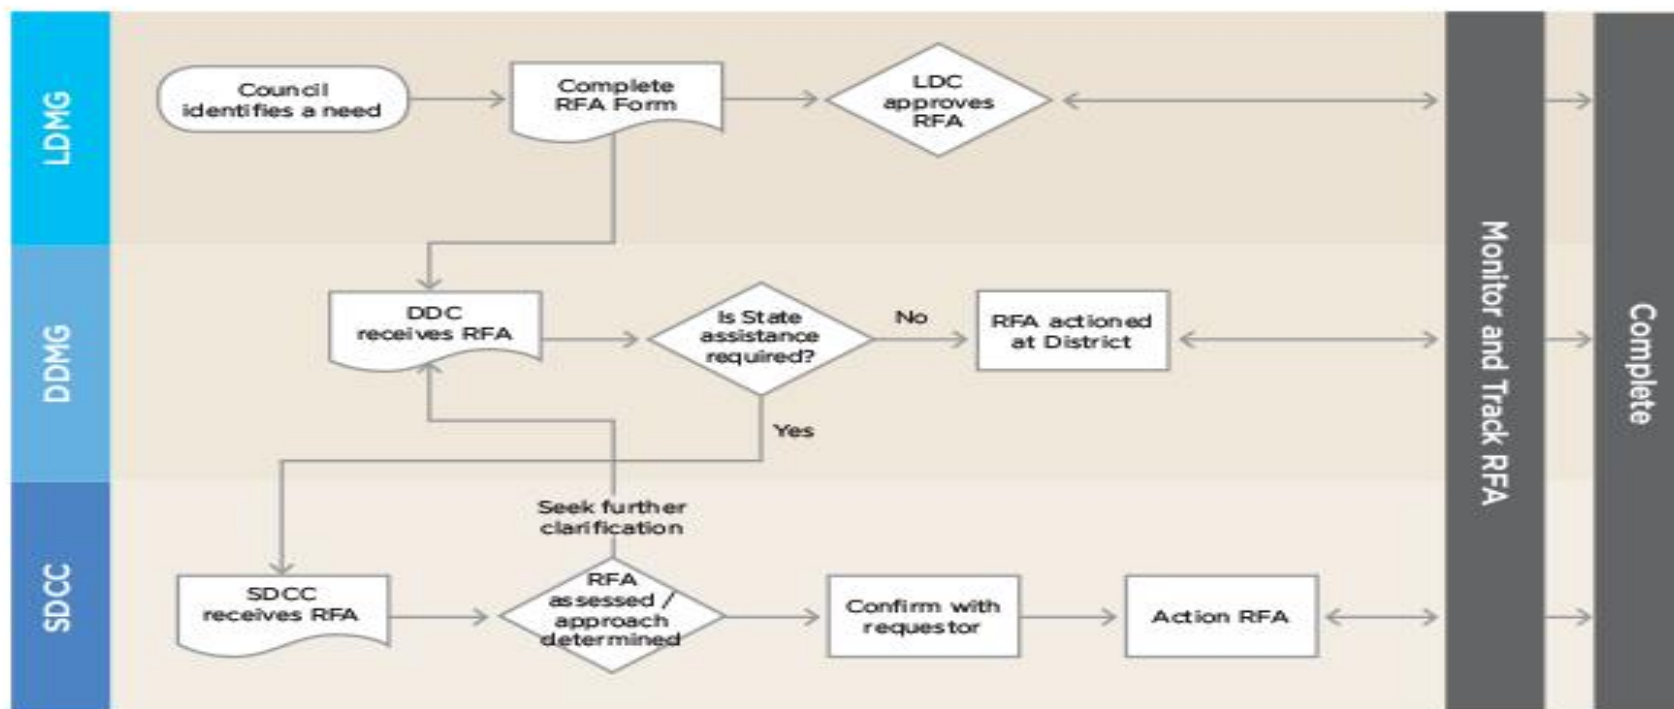 LDMG
Council
identifies a need
Complete
RFA Form
LDC
approves
RFA
DDMG
DDC
receives RFA
Is State
assistance
required?
No
RFA actioned
at District
Yes
SDCC
Seek further
clarification
SDCC
receives RFA
RFA
assessed /
approach
determined
Confirm with
requestor
Action RFA
Monitor and Track RFA
Complete